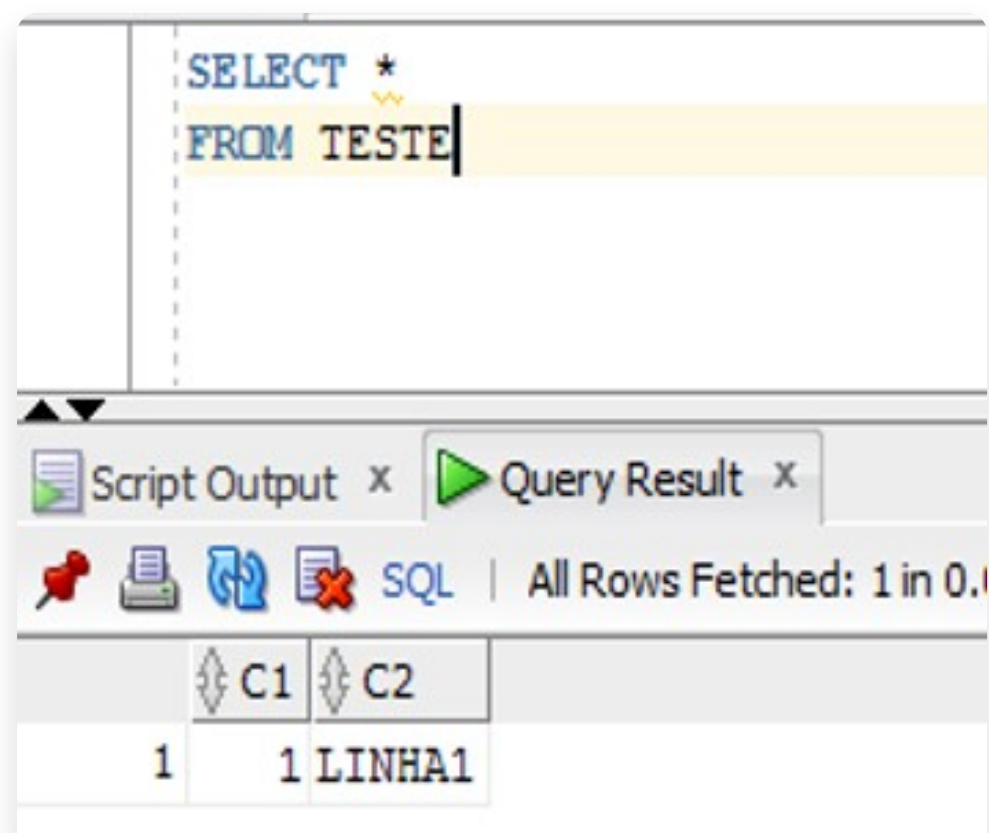 SELECT *
FROM TESTE
Script Output x Query Result x
SQL | All Rows Fetched: 1 in 0.
C1 C2
1 1 LINHA1